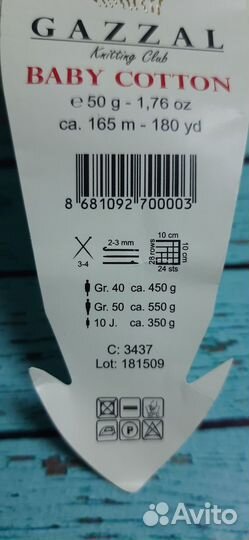 GAZZAL
Knitting Club
BABY COTTON
e 50 g - 1,76 oz
ca. 165 m - 180 yd
8 681092 700003
3-4
2-3 mm
10 cm
28 rows
10 cm
24 sts
Gr. 40 ca. 450 g
Gr. 50 ca. 550 g
10 J. ca. 350 g
C: 3437
Lot: 181509
P
Avito